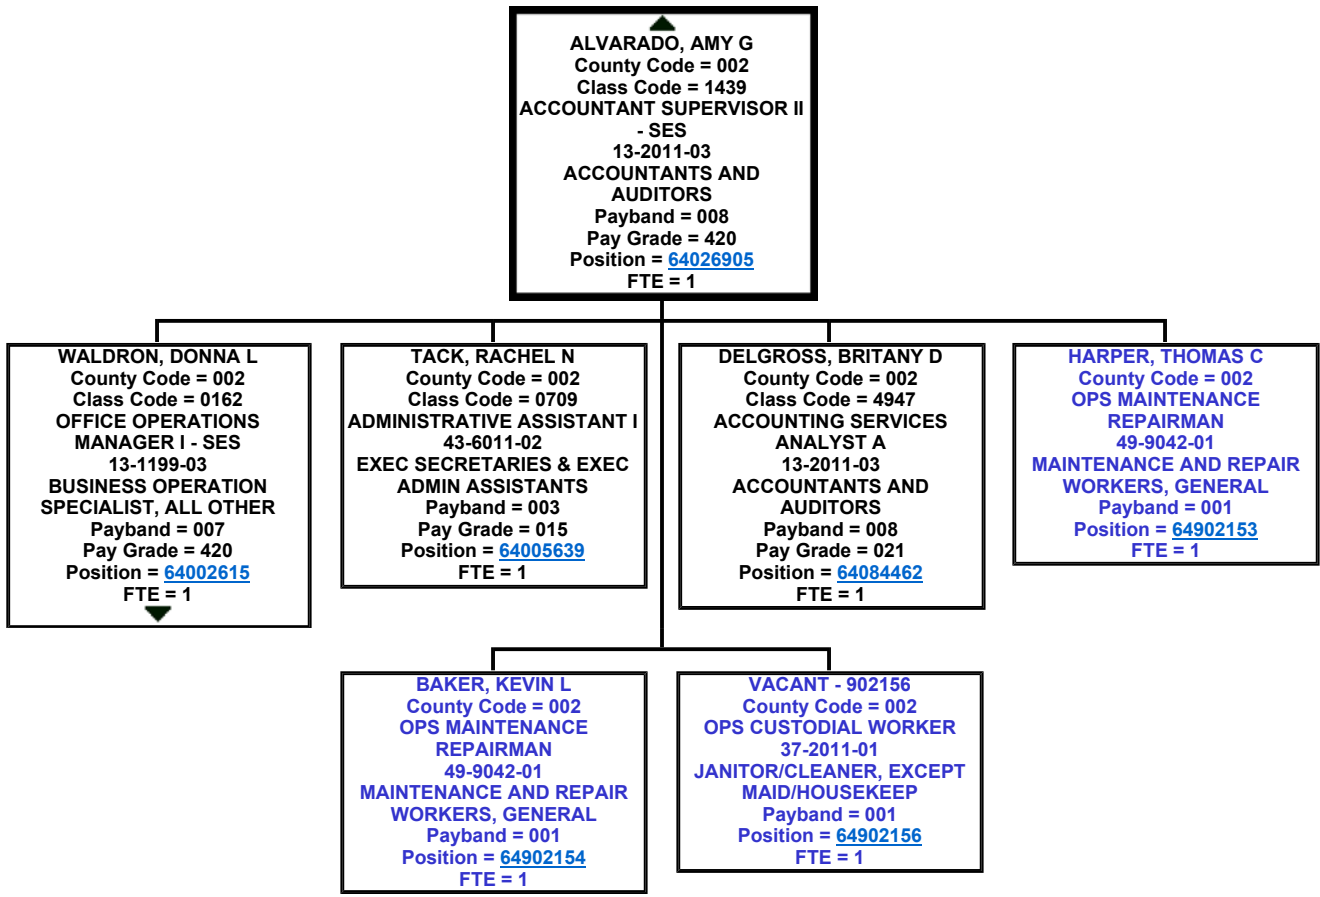 ALVARADO, AMY G
County Code = 002
Class Code = 1439
ACCOUNTANT SUPERVISOR II
- SES
13-2011-03
ACCOUNTANTS AND
AUDITORS
Payband = 008
Pay Grade = 420
Position = 64026905
FTE = 1
WALDRON, DONNA L
County Code = 002
Class Code = 0162
OFFICE OPERATIONS
MANAGER I - SES
13-1199-03
BUSINESS OPERATION
SPECIALIST, ALL OTHER
Payband = 007
Pay Grade = 420
Position = 64002615
FTE = 1
TACK, RACHEL N
County Code = 002
Class Code = 0709
ADMINISTRATIVE ASSISTANT I
43-6011-02
EXEC SECRETARIES & EXEC
ADMIN ASSISTANTS
Payband = 003
Pay Grade = 015
Position = 64005639
FTE = 1
DELGROSS, BRITANY D
County Code = 002
Class Code = 4947
ACCOUNTING SERVICES
ANALYST A
13-2011-03
ACCOUNTANTS AND
AUDITORS
Payband = 008
Pay Grade = 021
Position = 64084462
FTE = 1
HARPER, THOMAS C
County Code = 002
OPS MAINTENANCE
REPAIRMAN
49-9042-01
MAINTENANCE AND REPAIR
WORKERS, GENERAL
Payband = 001
Position = 64902153
FTE = 1
BAKER, KEVIN L
County Code = 002
OPS MAINTENANCE
REPAIRMAN
49-9042-01
MAINTENANCE AND REPAIR
WORKERS, GENERAL
Payband = 001
Position = 64902154
FTE = 1
VACANT - 902156
County Code = 002
OPS CUSTODIAL WORKER
37-2011-01
JANITOR/CLEANER, EXCEPT
MAID/HOUSEKEEP
Payband = 001
Position = 64902156
FTE = 1